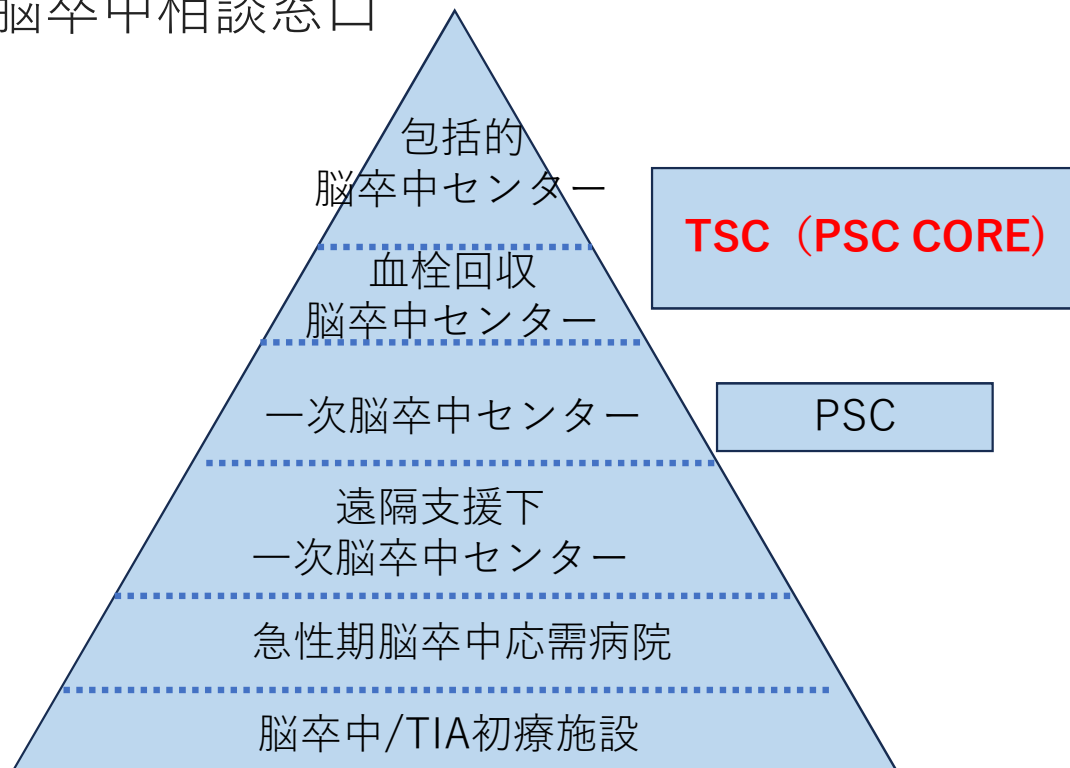 脳卒中相談窓口
包括的
脳卒中センター
TSC（PSC CORE）
血栓回収
脳卒中センター
一次脳卒中センター
PSC
遠隔支援下
一次脳卒中センター
急性期脳卒中応需病院
脳卒中/TIA初療施設